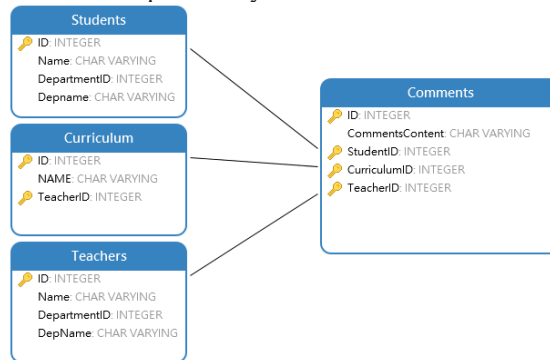 Students
ID: INTEGER
Name: CHAR VARYING
DepartmentID: INTEGER
Depname: CHAR VARYING
Curriculum
ID: INTEGER
NAME: CHAR VARYING
TeacherID: INTEGER
Teachers
ID: INTEGER
Name: CHAR VARYING
DepartmentID: INTEGER
DepName: CHAR VARYING
Comments
ID: INTEGER
CommentsContent: CHAR VARYING
StudentID: INTEGER
CurriculumID: INTEGER
TeacherID: INTEGER